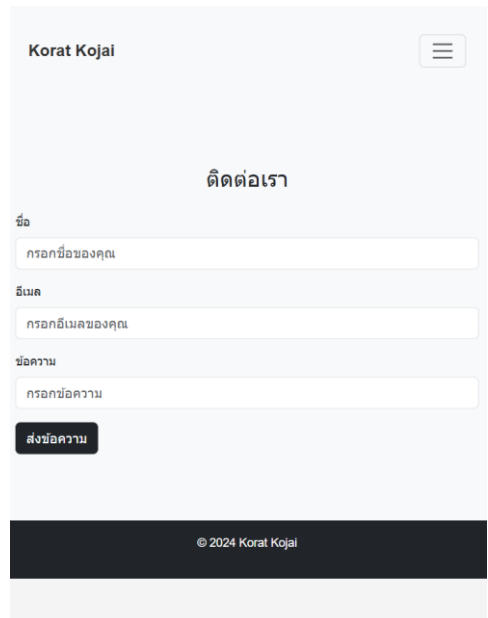 Korat Kojai
ติดต่อเรา
ชื่อ
กรอกชื่อของคุณ
อีเมล
กรอกอีเมลของคุณ
ข้อความ
กรอกข้อความ
ส่งข้อความ
© 2024 Korat Kojai